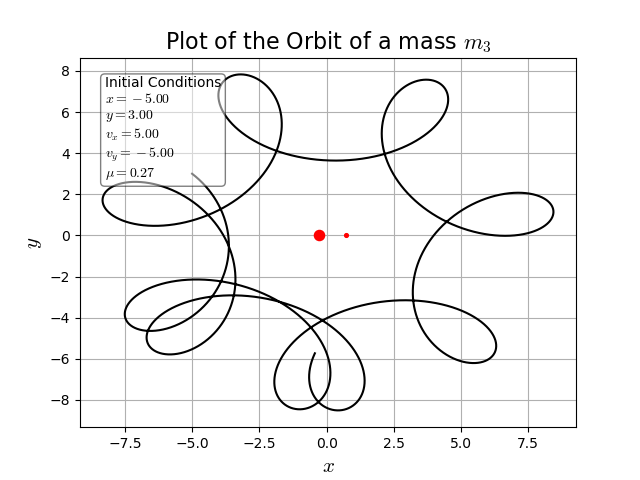 Plot of the Orbit of a mass m₃
Initial Conditions
x = −5.00
y = 3.00
vₓ = 5.00
v_y = −5.00
μ = 0.27
8
6
4
2
0
−2
−4
−6
−8
y
−7.5 −5.0 −2.5 0.0 2.5 5.0 7.5
x